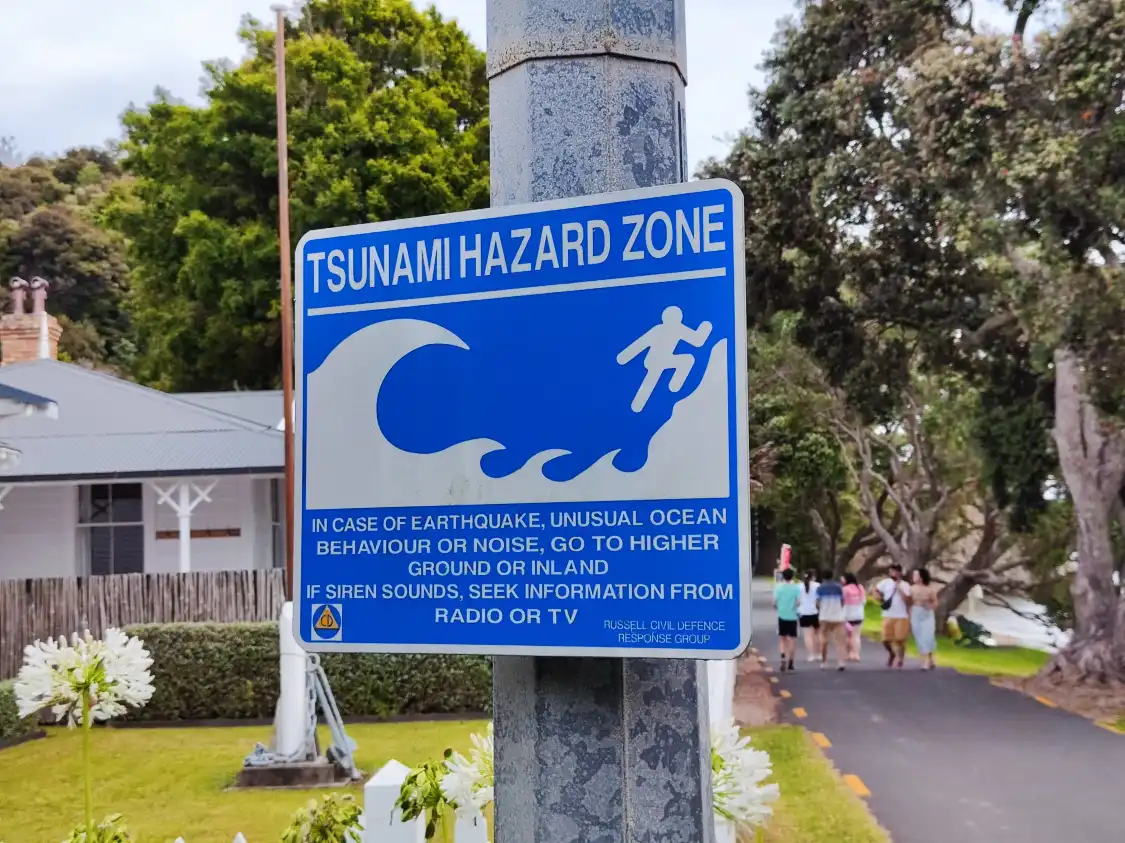 TSUNAMI HAZARD ZONE
IN CASE OF EARTHQUAKE, UNUSUAL OCEAN
BEHAVIOUR OR NOISE, GO TO HIGHER
GROUND OR INLAND
IF SIREN SOUNDS, SEEK INFORMATION FROM
RADIO OR TV
CD
RUSSELL CIVIL DEFENCE
RESPONSE GROUP